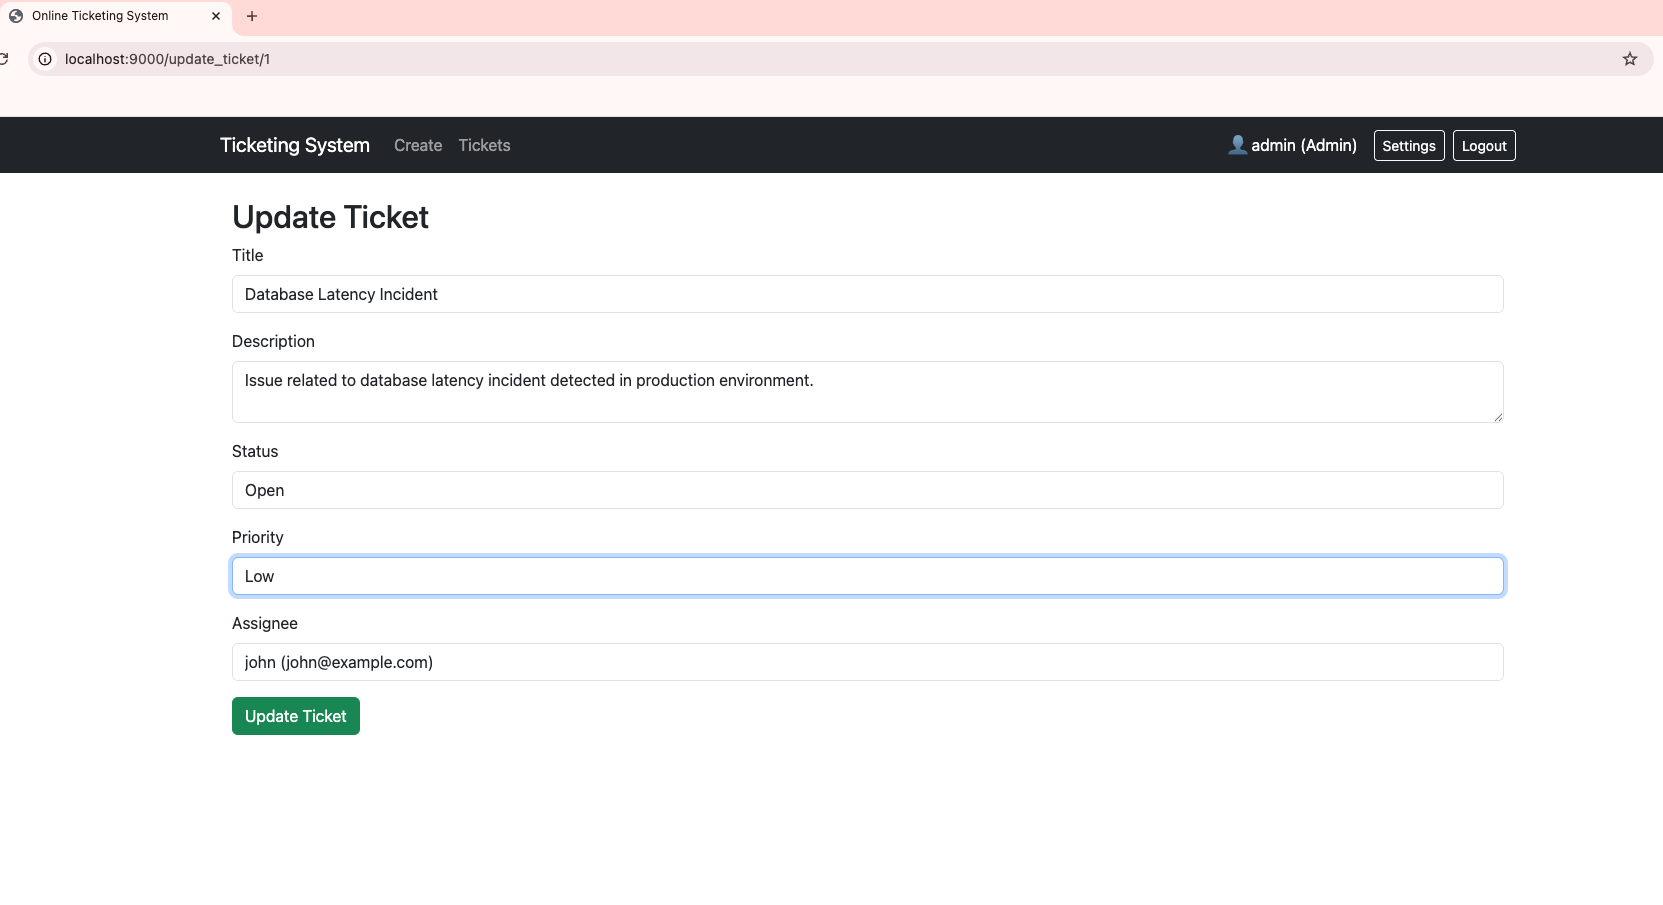 Online Ticketing System
localhost:9000/update_ticket/1
Ticketing System Create Tickets admin (Admin) Settings Logout
Update Ticket
Title
Database Latency Incident
Description
Issue related to database latency incident detected in production environment.
Status
Open
Priority
Low
Assignee
john (john@example.com)
Update Ticket